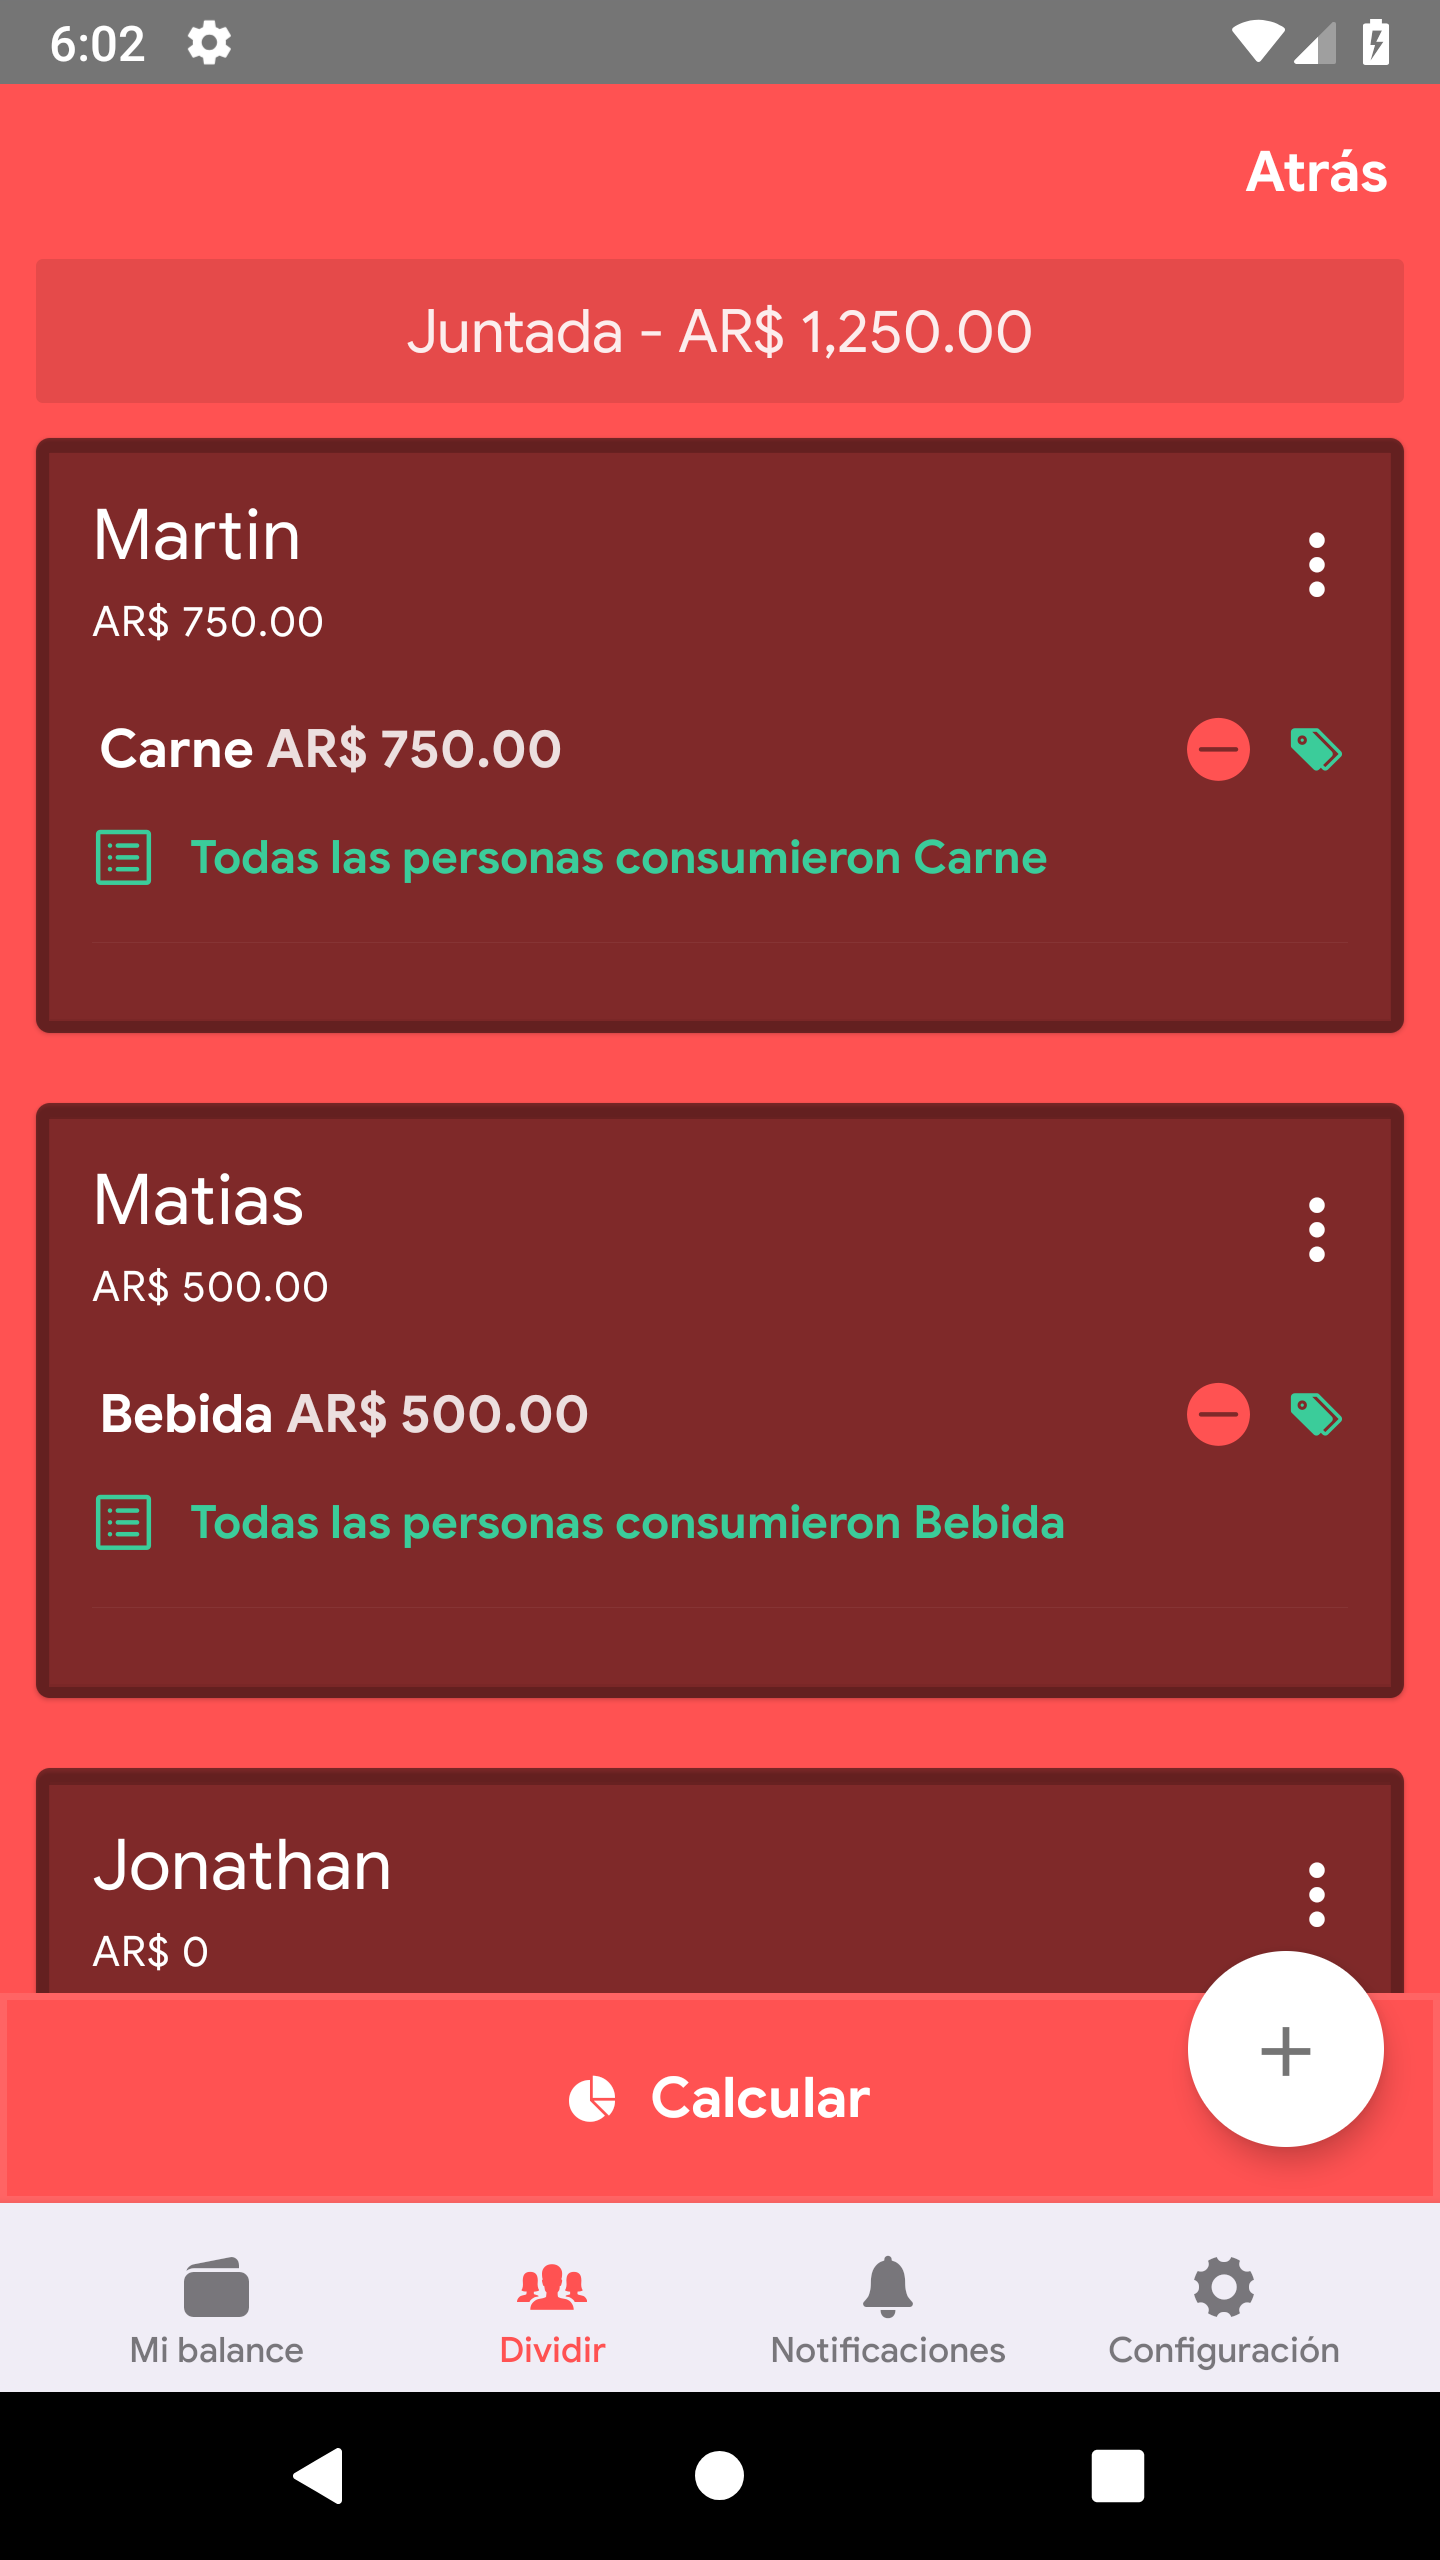 6:02
Atrás
Juntada - AR$ 1,250.00
Martin
AR$ 750.00
Carne AR$ 750.00
Todas las personas consumieron Carne
Matias
AR$ 500.00
Bebida AR$ 500.00
Todas las personas consumieron Bebida
Jonathan
AR$ 0
+
Calcular
Mi balance
Dividir
Notificaciones
Configuración